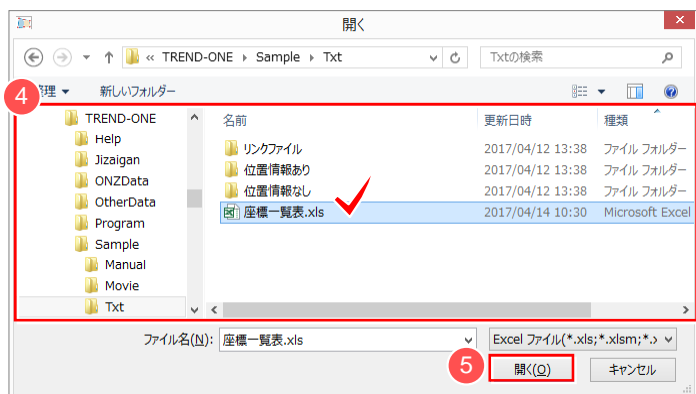 開く
« TREND-ONE Sample Txt
Txtの検索
4
理 新しいフォルダー
TREND-ONE
Help
Jizaigan
ONZData
OtherData
Program
Sample
Manual
Movie
Txt
名前 更新日時 種類
リンクファイル 2017/04/12 13:38 ファイル フォルダー
位置情報あり 2017/04/12 13:38 ファイル フォルダー
位置情報なし 2017/04/12 13:38 ファイル フォルダー
座標一覧表.xls 2017/04/14 10:30 Microsoft Excel
ファイル名(N): 座標一覧表.xls
Excel ファイル(*.xls;*.xlsm;*.x
5
開く(O) キャンセル